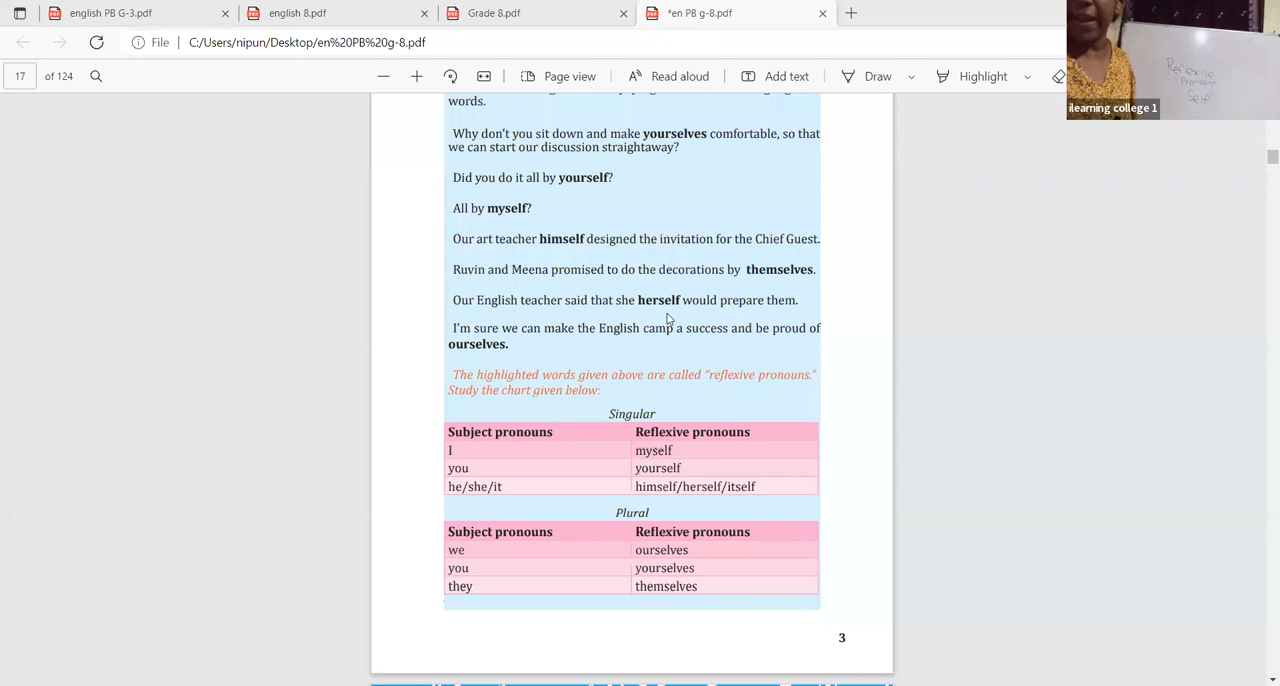 english PB G-3.pdf
english 8.pdf
Grade 8.pdf
*en PB g-8.pdf
File
C:/Users/nipun/Desktop/en%20PB%20g-8.pdf
17 of 124
Page view
Read aloud
Add text
Draw
Highlight
Reflexive
Pronouns
Self
ilearning college 1
words.
Why don't you sit down and make yourselves comfortable, so that
we can start our discussion straightaway?
Did you do it all by yourself?
All by myself?
Our art teacher himself designed the invitation for the Chief Guest.
Ruvin and Meena promised to do the decorations by themselves.
Our English teacher said that she herself would prepare them.
I'm sure we can make the English camp a success and be proud of
ourselves.
The highlighted words given above are called "reflexive pronouns."
Study the chart given below:
Singular
Subject pronouns Reflexive pronouns
I myself
you yourself
he/she/it himself/herself/itself
Plural
Subject pronouns Reflexive pronouns
we ourselves
you yourselves
they themselves
3